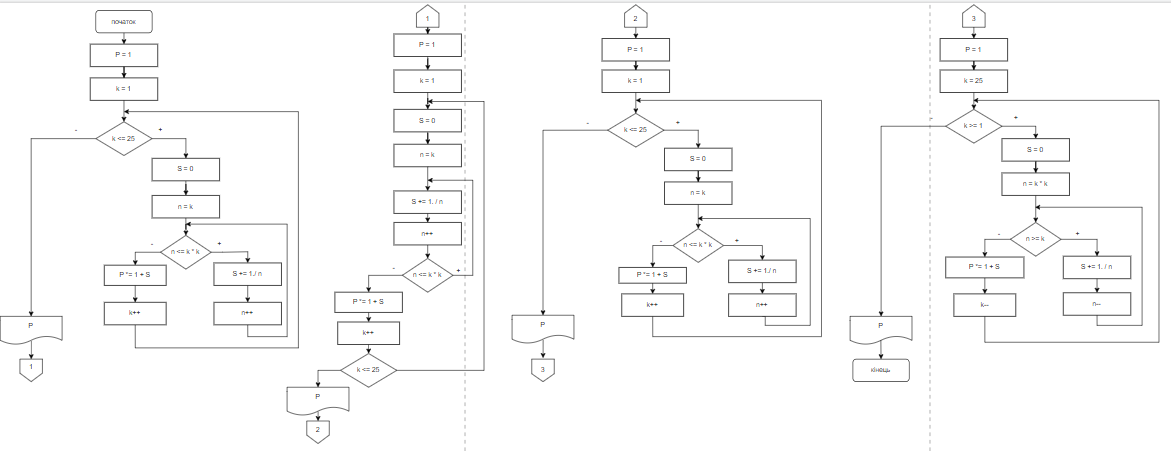 початок
P = 1
k = 1
k <= 25
-
+
S = 0
n = k
n <= k * k
-
+
P *= 1 + S
S += 1./ n
k++
n++
P
1
1
P = 1
k = 1
S = 0
n = k
S += 1. / n
n++
n <= k * k
-
+
P *= 1 + S
k++
k <= 25
P
2
2
P = 1
k = 1
k <= 25
-
+
S = 0
n = k
n <= k * k
-
+
P *= 1 + S
S += 1./ n
k++
n++
P
3
3
P = 1
k = 25
k >= 1
-
+
S = 0
n = k * k
n >= k
-
+
P *= 1 + S
S += 1. / n
k--
n--
P
кінець